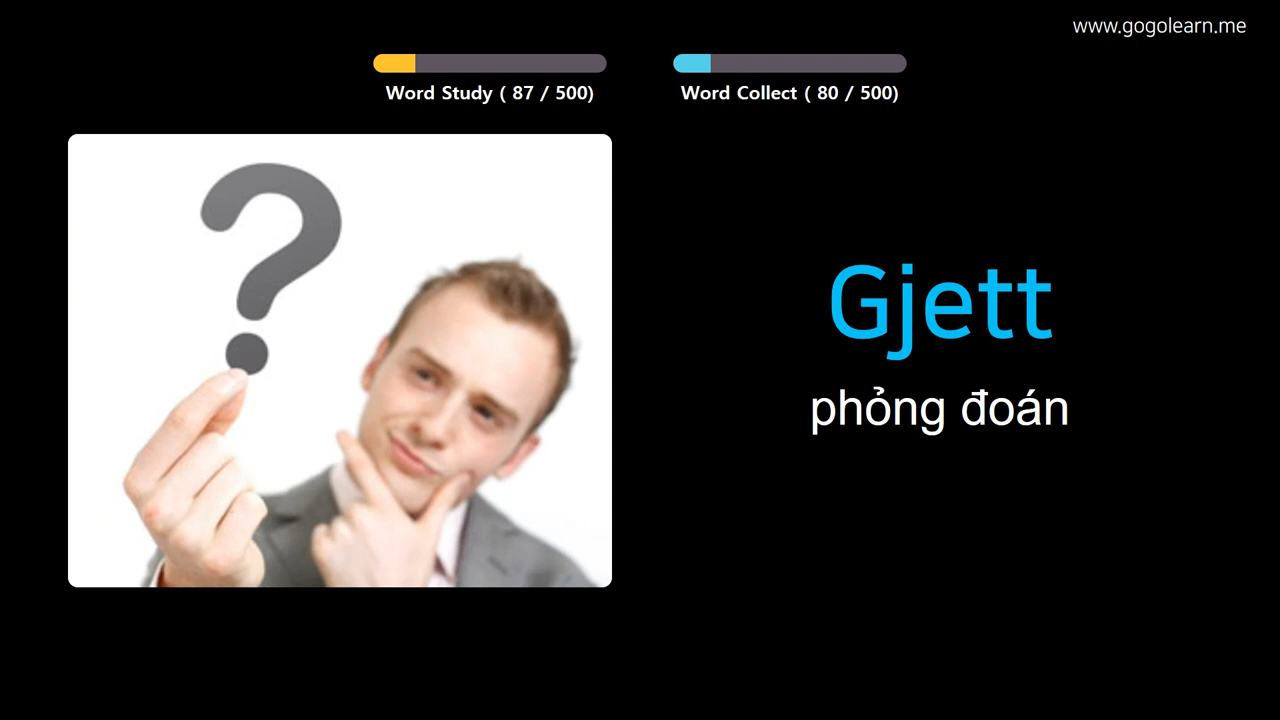 www.gogolearn.me
Word Study ( 87 / 500)
Word Collect ( 80 / 500)
Gjett
phỏng đoán